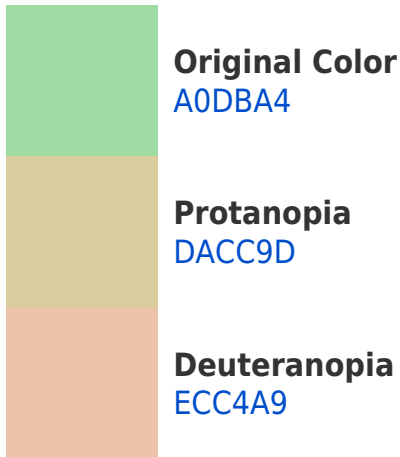 Original Color
A0DBA4
Protanopia
DACC9D
Deuteranopia
ECC4A9